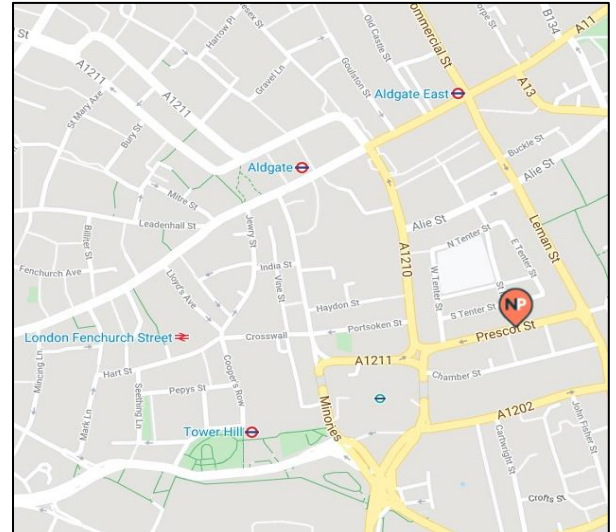 Harrow Pl
Old Castle St
Commercial St
B134
A11
St
A1211
Gravel Ln
Goulston St
Aldgate East
A13
St Mary Axe
A1211
Bury St
Buckle St
Aldgate
Alie St
Mitre St
Leadenhall St
Alie St
Leman St
Billiter St
Jewry St
N Tenter St
E Tenter St
A1210
Fenchurch Ave
Lloyd's Ave
India St
Vine St
W Tenter St
St
Haydon St
S Tenter St
NP
London Fenchurch Street
Crosswall
Portsoken St
Prescot St
Mincing Ln
Hart St
A1211
Chamber St
Pepys St
Cooper's Row
Seething Ln
Mark Ln
Minories
A1202
Tower Hill
John Fisher St
Cartwright St
Crofts St